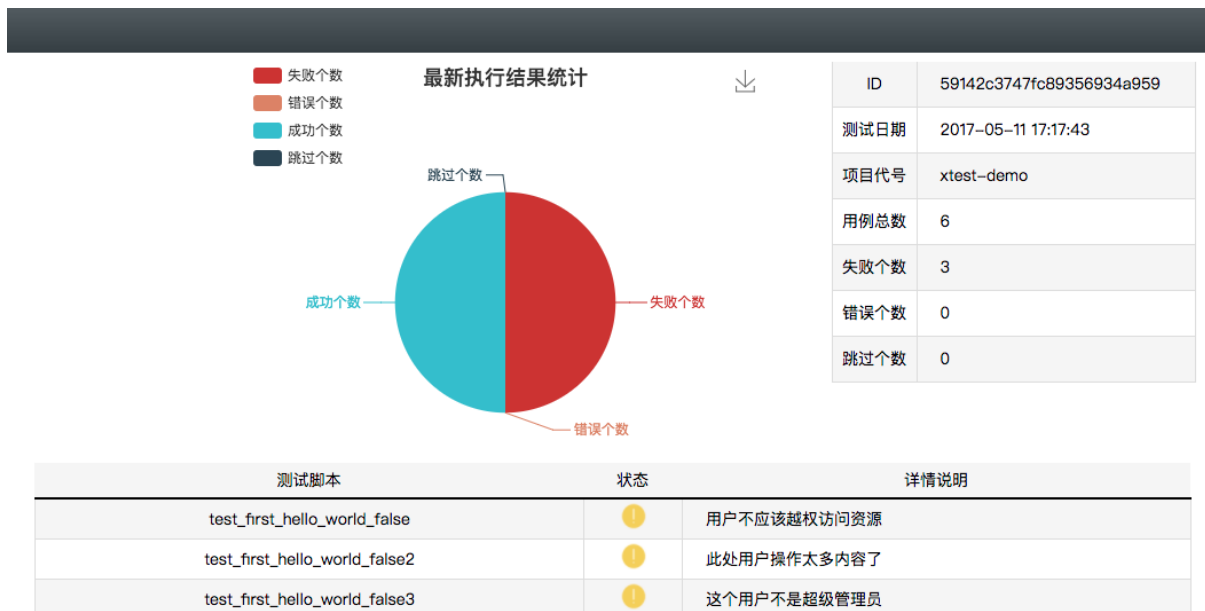 最新执行结果统计
失败个数
错误个数
成功个数
跳过个数
跳过个数
成功个数
失败个数
错误个数
ID 59142c3747fc89356934a959
测试日期 2017-05-11 17:17:43
项目代号 xtest-demo
用例总数 6
失败个数 3
错误个数 0
跳过个数 0
测试脚本 状态 详情说明
test_first_hello_world_false ! 用户不应该越权访问资源
test_first_hello_world_false2 ! 此处用户操作太多内容了
test_first_hello_world_false3 ! 这个用户不是超级管理员